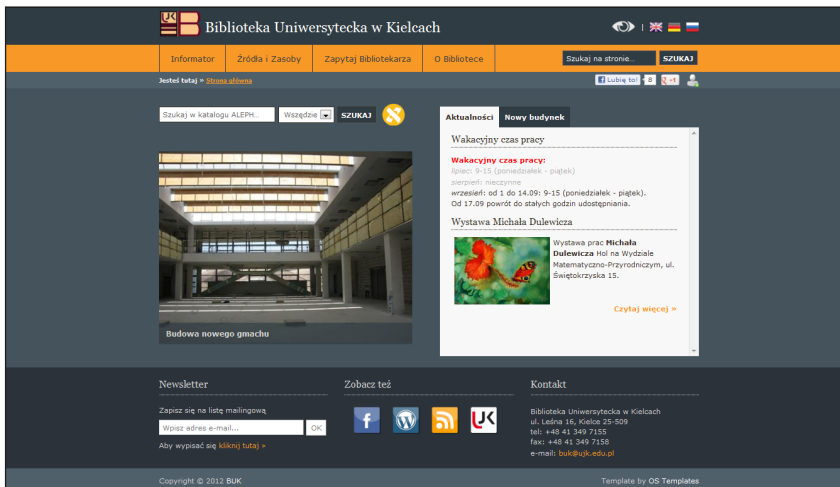 UK
Biblioteka Uniwersytecka w Kielcach
Informator
Źródła i Zasoby
Zapytaj Bibliotekarza
O Bibliotece
Szukaj na stronie...
SZUKAJ
Jesteś tutaj » Strona główna
Lubię to! 8 +1
Szukaj w katalogu ALEPH...
Wszędzie
SZUKAJ
Budowa nowego gmachu
Aktualności
Nowy budynek
Wakacyjny czas pracy
Wakacyjny czas pracy:
lipiec: 9-15 (poniedziałek - piątek)
sierpień: nieczynne
wrzesień: od 1 do 14.09: 9-15 (poniedziałek - piątek).
Od 17.09 powrót do stałych godzin udostępniania.
Wystawa Michała Dulewicza
Wystawa prac Michała
Dulewicza Hol na Wydziale
Matematyczno-Przyrodniczym, ul.
Świętokrzyska 15.
Czytaj więcej »
Newsletter
Zapisz się na listę mailingową
Wpisz adres e-mail...
OK
Aby wypisać się kliknij tutaj »
Zobacz też
Kontakt
Biblioteka Uniwersytecka w Kielcach
ul. Leśna 16, Kielce 25-509
tel: +48 41 349 7155
fax: +48 41 349 7158
e-mail: buk@ujk.edu.pl
Copyright © 2012 BUK
Template by OS Templates